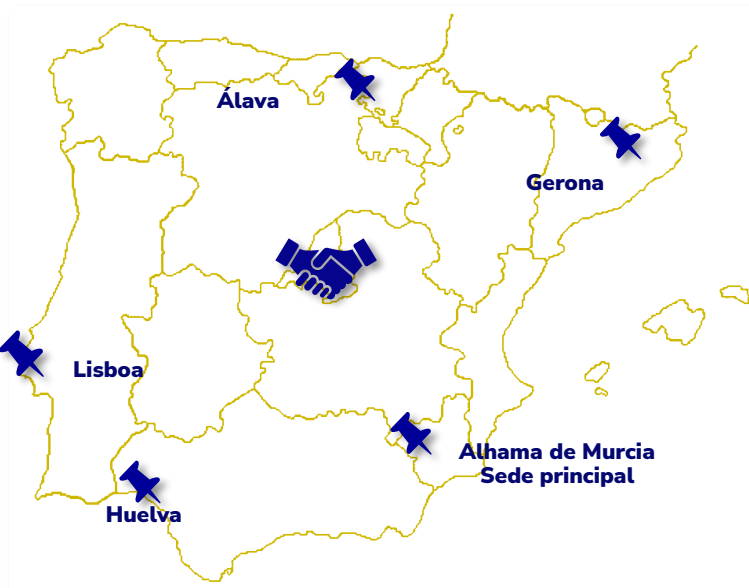 Álava
Gerona
Lisboa
Alhama de Murcia
Sede principal
Huelva